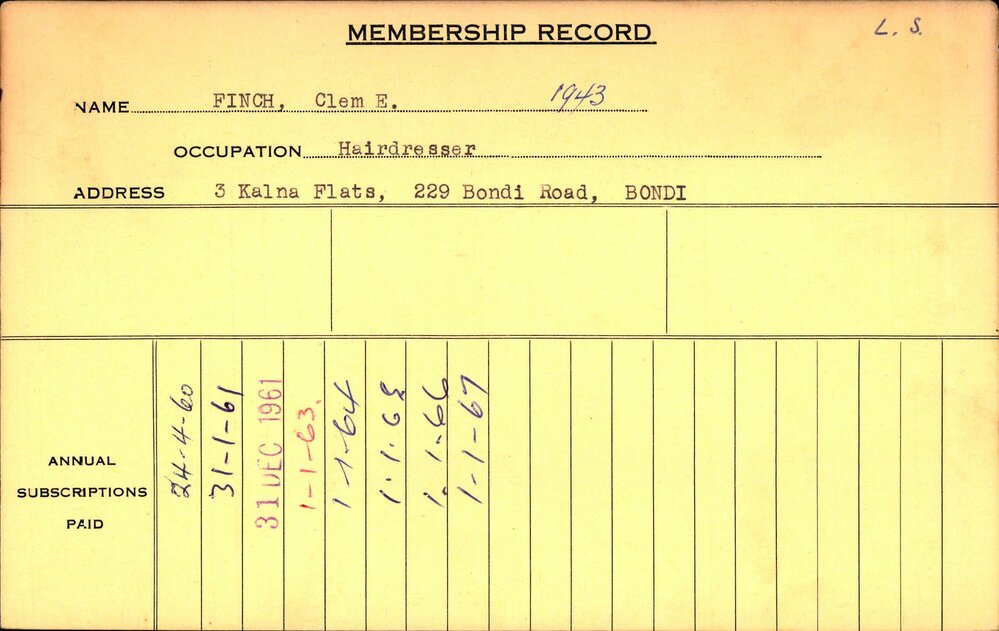 MEMBERSHIP RECORD
L. S.
NAME FINCH, Clem E. 1943
OCCUPATION Hairdresser
ADDRESS 3 Kalna Flats, 229 Bondi Road, BONDI
ANNUAL
SUBSCRIPTIONS
PAID
24-4-60
31-1-61
31 DEC 1961
1-1-63.
1-1-64
1.1.65
1.1-66
1-1-67